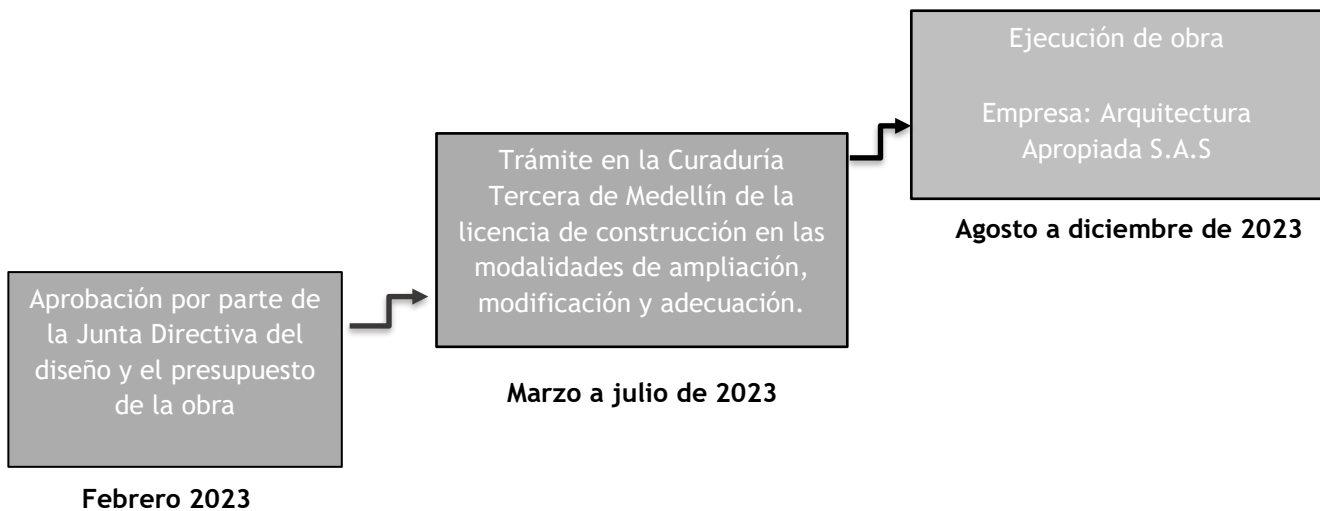 Aprobación por parte de
la Junta Directiva del
diseño y el presupuesto
de la obra
Febrero 2023
Trámite en la Curaduría
Tercera de Medellín de la
licencia de construcción en las
modalidades de ampliación,
modificación y adecuación.
Marzo a julio de 2023
Ejecución de obra
Empresa: Arquitectura
Apropiada S.A.S
Agosto a diciembre de 2023